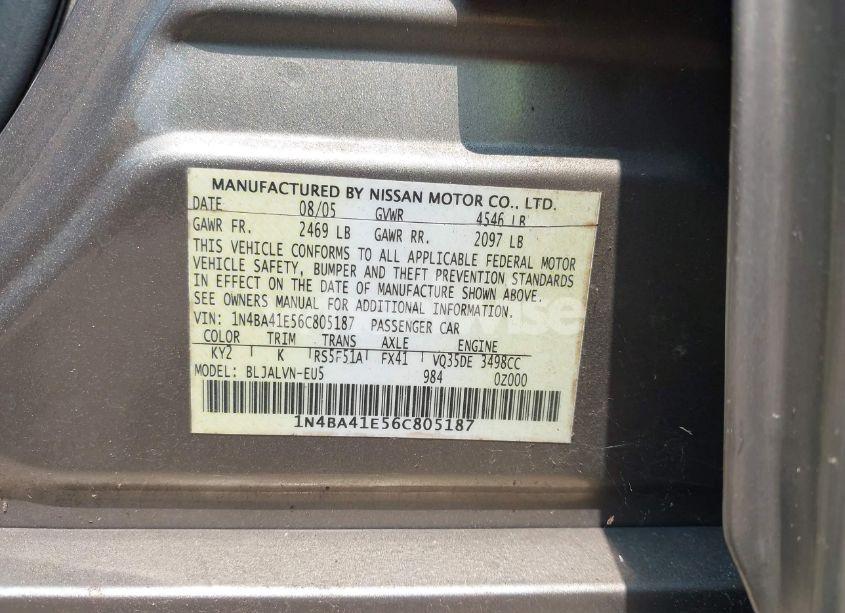 MANUFACTURED BY NISSAN MOTOR CO., LTD.
DATE 08/05 GVWR 4546 LB
GAWR FR. 2469 LB GAWR RR. 2097 LB
THIS VEHICLE CONFORMS TO ALL APPLICABLE FEDERAL MOTOR
VEHICLE SAFETY, BUMPER AND THEFT PREVENTION STANDARDS
IN EFFECT ON THE DATE OF MANUFACTURE SHOWN ABOVE.
SEE OWNERS MANUAL FOR ADDITIONAL INFORMATION.
VIN: 1N4BA41E56C805187 PASSENGER CAR
COLOR TRIM TRANS AXLE ENGINE
KY2 K RS5F51A FX41 VQ35DE 3498CC
MODEL: BLJALVN-EU5 984 0Z000
1N4BA41E56C805187